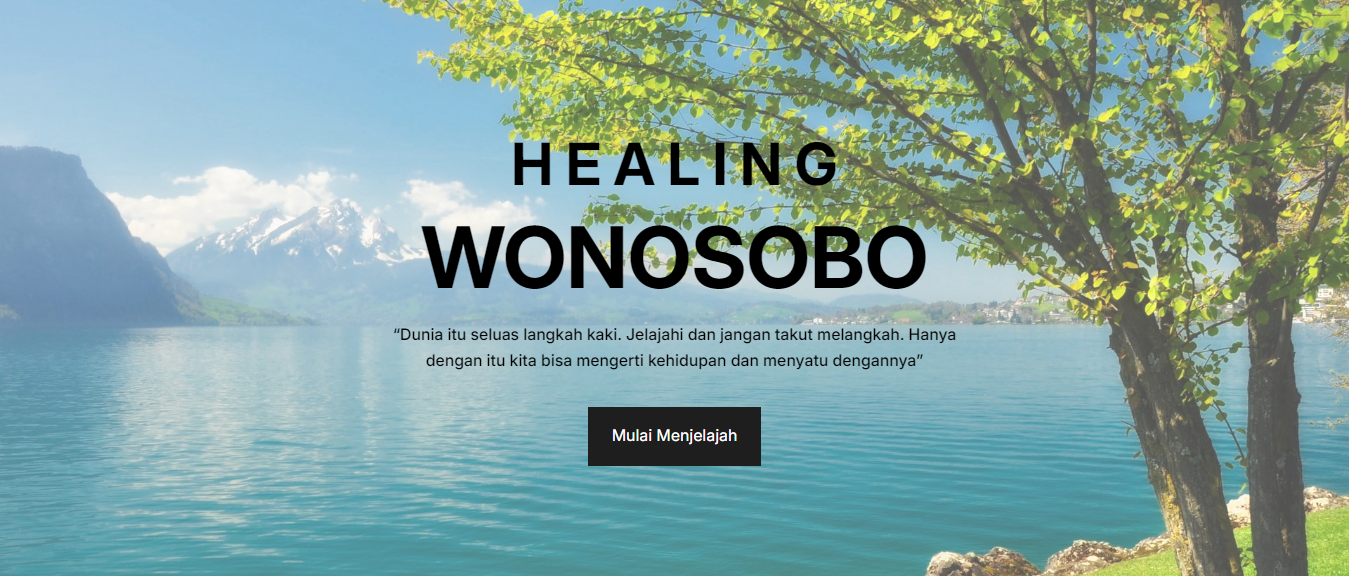 HEALING
WONOSOBO
“Dunia itu seluas langkah kaki. Jelajahi dan jangan takut melangkah. Hanya
dengan itu kita bisa mengerti kehidupan dan menyatu dengannya”
Mulai Menjelajah